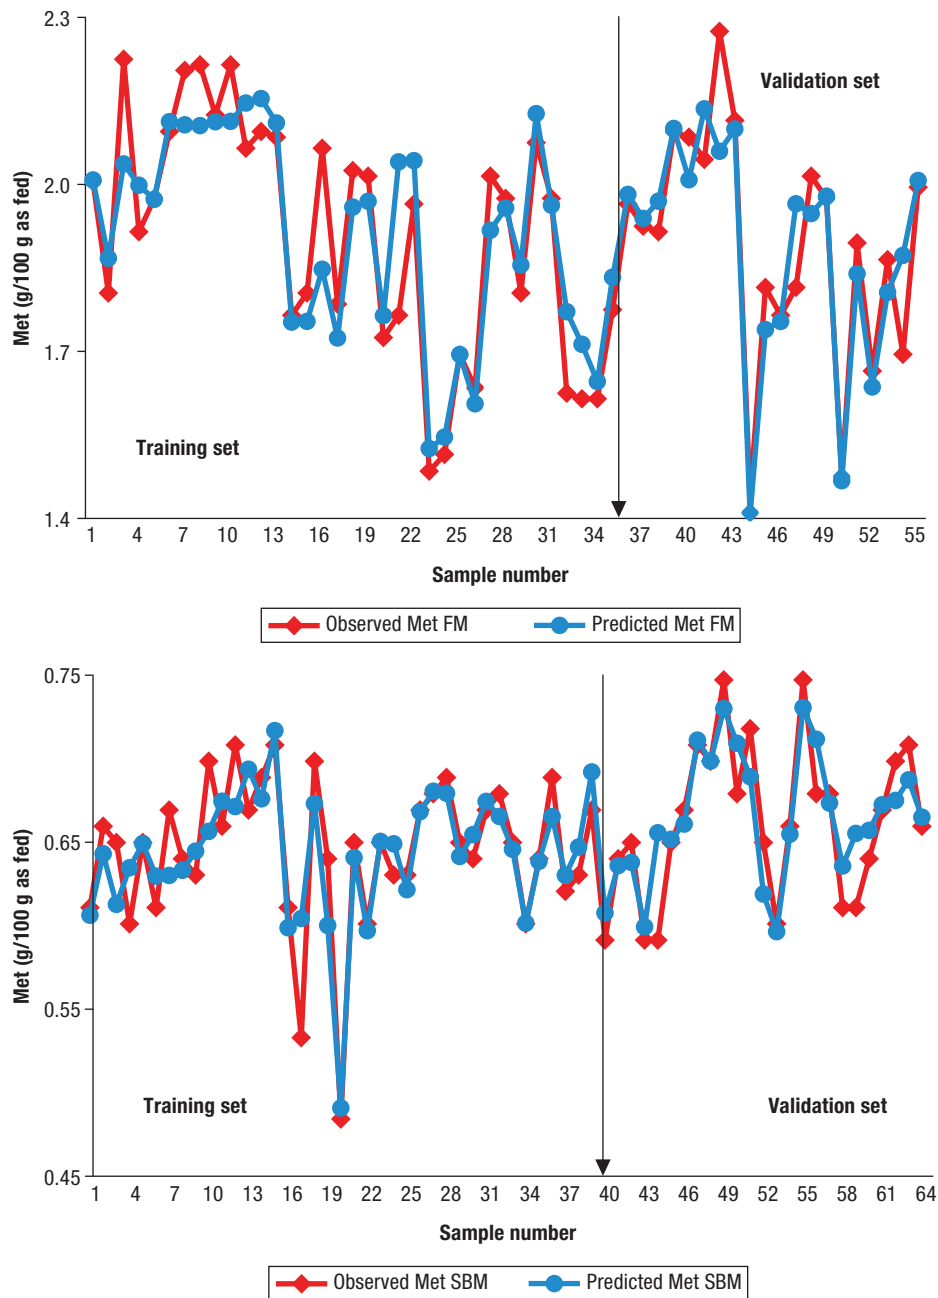 2.3
Validation set
2.0
Met (g/100 g as fed)
1.7
Training set
1.4
1 4 7 10 13 16 19 22 25 28 31 34 37 40 43 46 49 52 55
Sample number
Observed Met FM Predicted Met FM
0.75
0.65
Met (g/100 g as fed)
0.55
Training set Validation set
0.45
1 4 7 10 13 16 19 22 25 28 31 34 37 40 43 46 49 52 55 58 61 64
Sample number
Observed Met SBM Predicted Met SBM